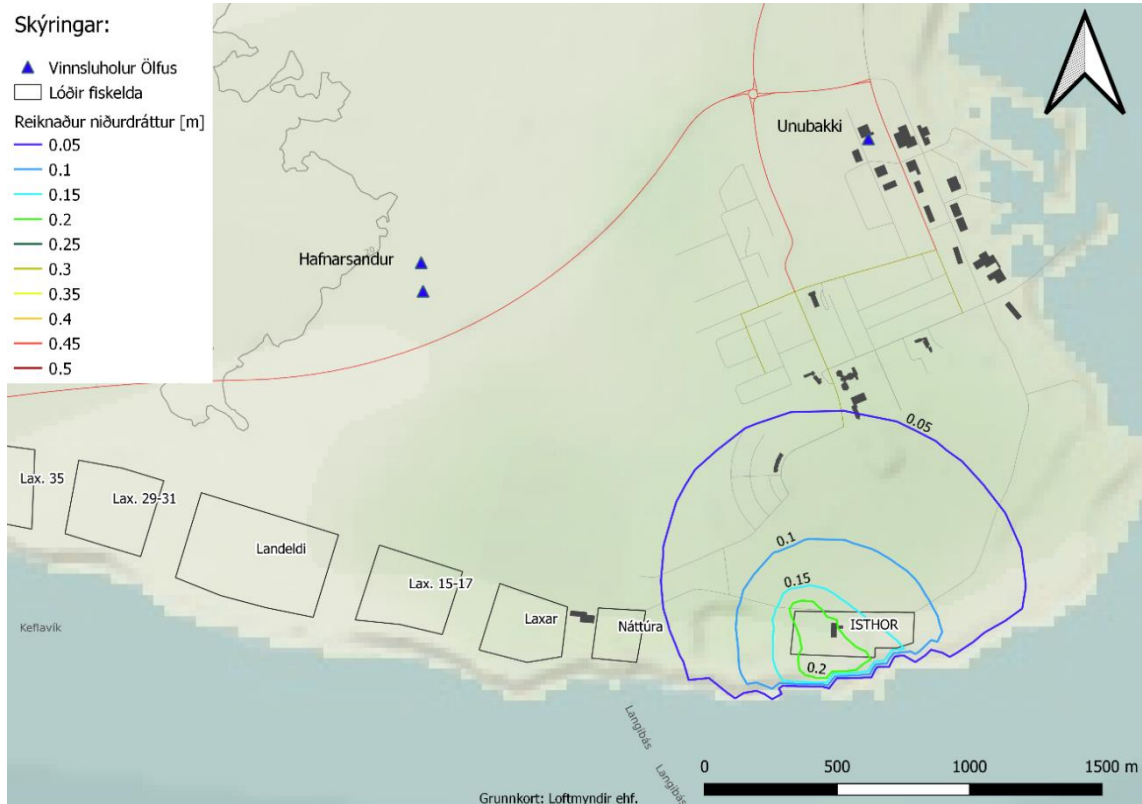 Skýringar:
Vinnsluholur Ölfus
Lóðir fiskelda
Reiknaður niðurdráttur [m]
0.05
0.1
0.15
0.2
0.25
0.3
0.35
0.4
0.45
0.5
Unubakki
20
Hafnarsandur
0.05
Lax. 35
Lax. 29-31
Landeldi
0.1
Lax. 15-17
0.15
Laxar
Náttúra
ISTHOR
Keflavík
0.2
Langibás
Langibás
0 500 1000 1500 m
Grunnkort: Loftmyndir ehf.